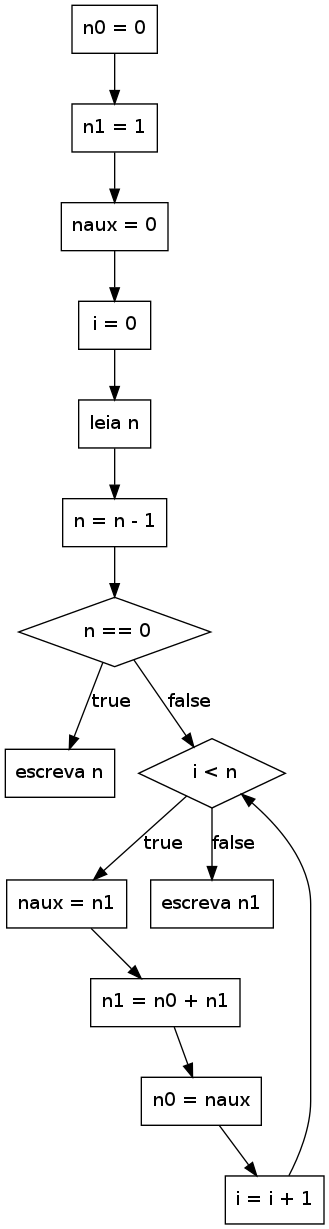 n0 = 0
n1 = 1
naux = 0
i = 0
leia n
n = n - 1
n == 0
true
false
escreva n
i < n
true
false
naux = n1
escreva n1
n1 = n0 + n1
n0 = naux
i = i + 1